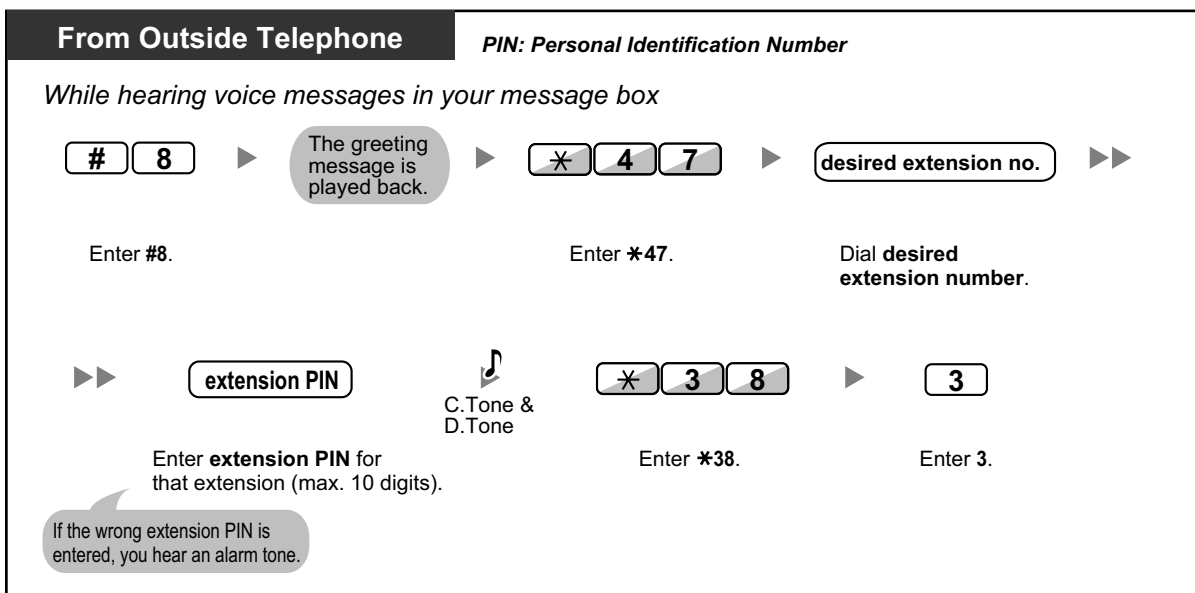 From Outside Telephone
PIN: Personal Identification Number
While hearing voice messages in your message box
# 8
The greeting
message is
played back.
* 4 7
desired extension no.
Enter #8.
Enter *47.
Dial desired
extension number.
extension PIN
C.Tone &
D.Tone
* 3 8
3
Enter extension PIN for
that extension (max. 10 digits).
Enter *38.
Enter 3.
If the wrong extension PIN is
entered, you hear an alarm tone.